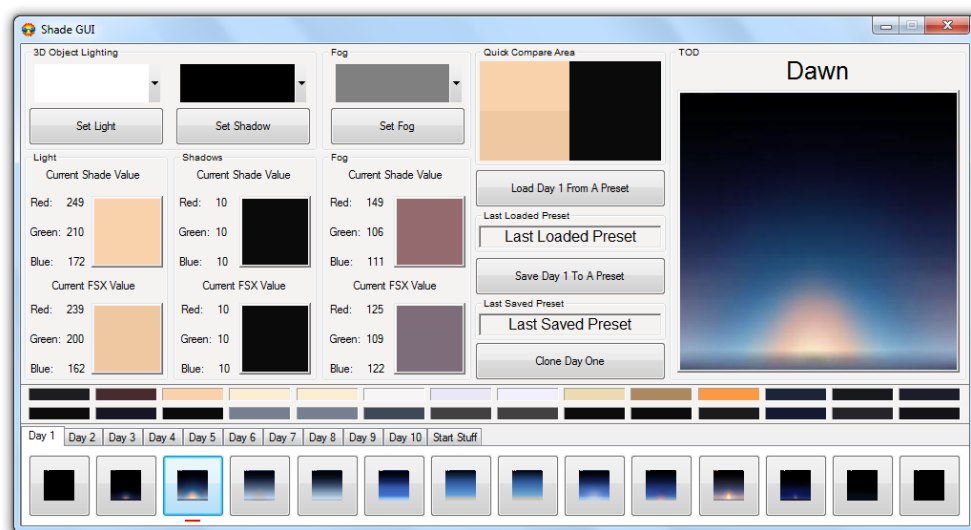 Shade GUI
3D Object Lighting
Fog
Quick Compare Area
TOD
Dawn
Set Light
Set Shadow
Set Fog
Light
Shadows
Fog
Current Shade Value
Current Shade Value
Current Shade Value
Red: 249
Red: 10
Red: 149
Green: 210
Green: 10
Green: 106
Blue: 172
Blue: 10
Blue: 111
Current FSX Value
Current FSX Value
Current FSX Value
Red: 239
Red: 10
Red: 125
Green: 200
Green: 10
Green: 109
Blue: 162
Blue: 10
Blue: 122
Load Day 1 From A Preset
Last Loaded Preset
Last Loaded Preset
Save Day 1 To A Preset
Last Saved Preset
Last Saved Preset
Clone Day One
Day 1 Day 2 Day 3 Day 4 Day 5 Day 6 Day 7 Day 8 Day 9 Day 10 Start Stuff